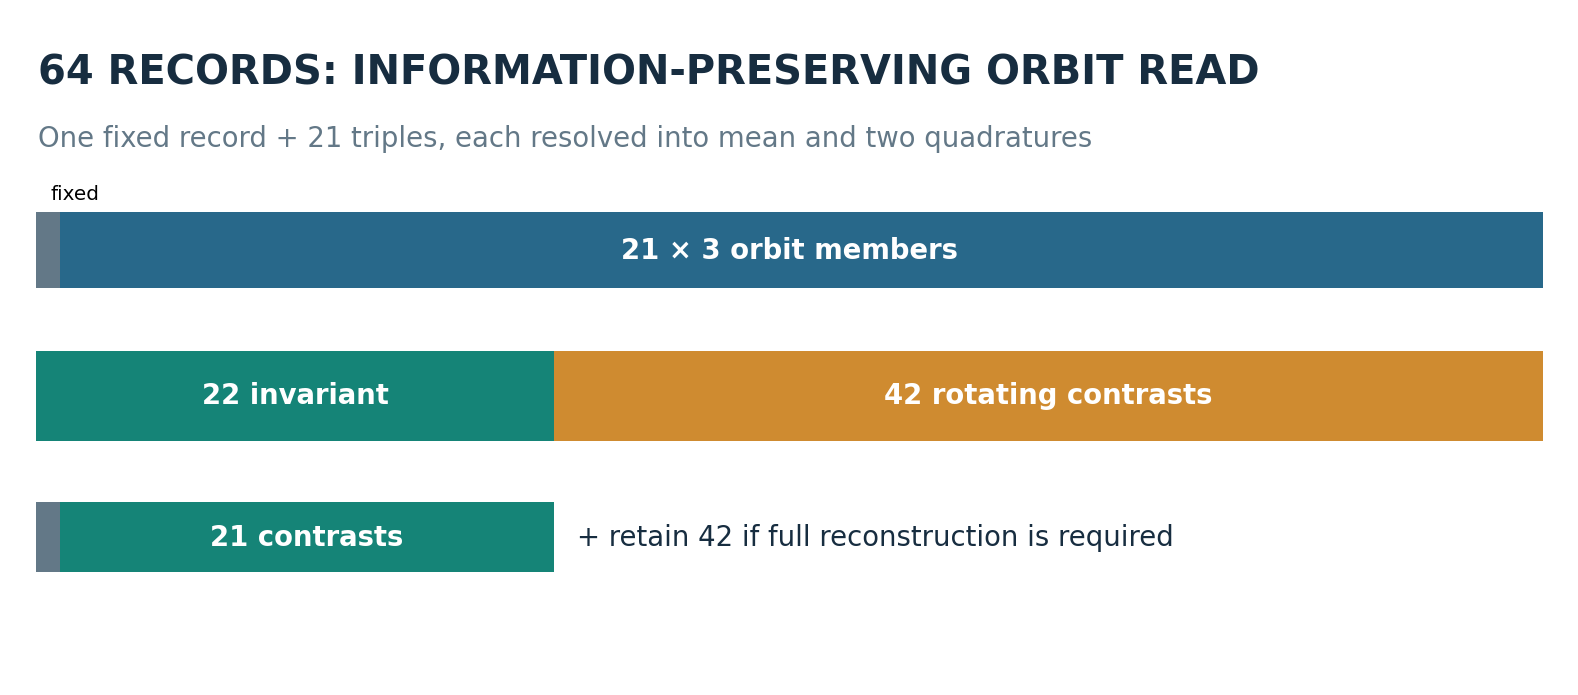 64 RECORDS: INFORMATION-PRESERVING ORBIT READ
One fixed record + 21 triples, each resolved into mean and two quadratures
fixed
21 × 3 orbit members
22 invariant
42 rotating contrasts
21 contrasts
+ retain 42 if full reconstruction is required